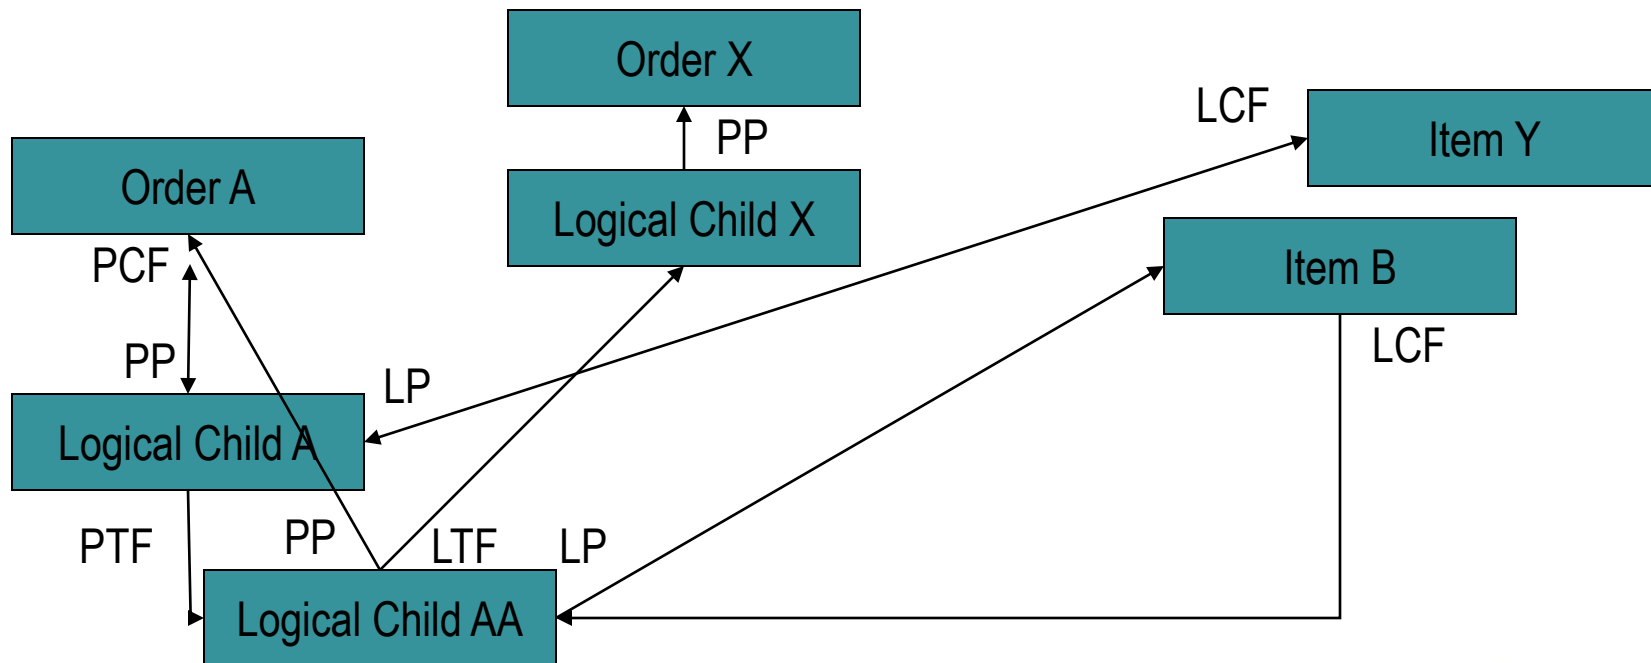 Order X
LCF
Item Y
PP
Order A
Logical Child X
PCF
Item B
PP
LP
LCF
Logical Child A
PTF
PP
LTF
LP
Logical Child AA